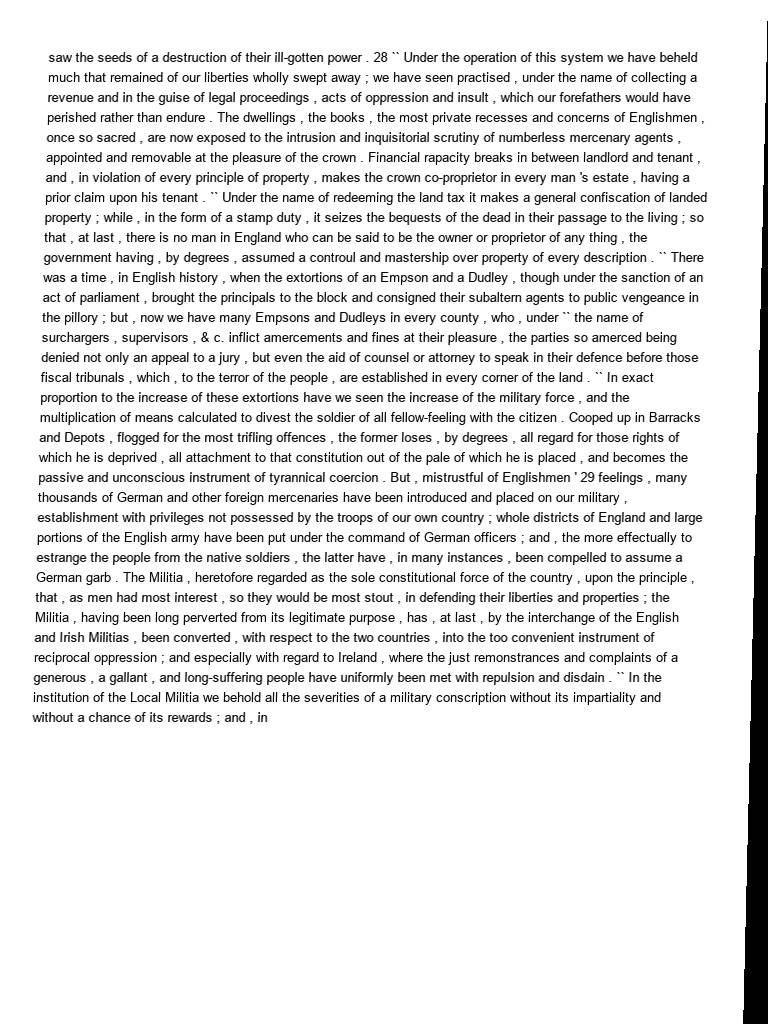 saw the seeds of a destruction of their ill-gotten power . 28 `` Under the operation of this system we have beheld
much that remained of our liberties wholly swept away ; we have seen practised , under the name of collecting a
revenue and in the guise of legal proceedings , acts of oppression and insult , which our forefathers would have
perished rather than endure . The dwellings , the books , the most private recesses and concerns of Englishmen ,
once so sacred , are now exposed to the intrusion and inquisitorial scrutiny of numberless mercenary agents ,
appointed and removable at the pleasure of the crown . Financial rapacity breaks in between landlord and tenant ,
and , in violation of every principle of property , makes the crown co-proprietor in every man 's estate , having a
prior claim upon his tenant . `` Under the name of redeeming the land tax it makes a general confiscation of landed
property ; while , in the form of a stamp duty , it seizes the bequests of the dead in their passage to the living ; so
that , at last , there is no man in England who can be said to be the owner or proprietor of any thing , the
government having , by degrees , assumed a controul and mastership over property of every description . `` There
was a time , in English history , when the extortions of an Empson and a Dudley , though under the sanction of an
act of parliament , brought the principals to the block and consigned their subaltern agents to public vengeance in
the pillory ; but , now we have many Empsons and Dudleys in every county , who , under `` the name of
surchargers , supervisors , & c. inflict amercements and fines at their pleasure , the parties so amerced being
denied not only an appeal to a jury , but even the aid of counsel or attorney to speak in their defence before those
fiscal tribunals , which , to the terror of the people , are established in every corner of the land . `` In exact
proportion to the increase of these extortions have we seen the increase of the military force , and the
multiplication of means calculated to divest the soldier of all fellow-feeling with the citizen . Cooped up in Barracks
and Depots , flogged for the most trifling offences , the former loses , by degrees , all regard for those rights of
which he is deprived , all attachment to that constitution out of the pale of which he is placed , and becomes the
passive and unconscious instrument of tyrannical coercion . But , mistrustful of Englishmen ' 29 feelings , many
thousands of German and other foreign mercenaries have been introduced and placed on our military ,
establishment with privileges not possessed by the troops of our own country ; whole districts of England and large
portions of the English army have been put under the command of German officers ; and , the more effectually to
estrange the people from the native soldiers , the latter have , in many instances , been compelled to assume a
German garb . The Militia , heretofore regarded as the sole constitutional force of the country , upon the principle ,
that , as men had most interest , so they would be most stout , in defending their liberties and properties ; the
Militia , having been long perverted from its legitimate purpose , has , at last , by the interchange of the English
and Irish Militias , been converted , with respect to the two countries , into the too convenient instrument of
reciprocal oppression ; and especially with regard to Ireland , where the just remonstrances and complaints of a
generous , a gallant , and long-suffering people have uniformly been met with repulsion and disdain . `` In the
institution of the Local Militia we behold all the severities of a military conscription without its impartiality and
without a chance of its rewards ; and , in